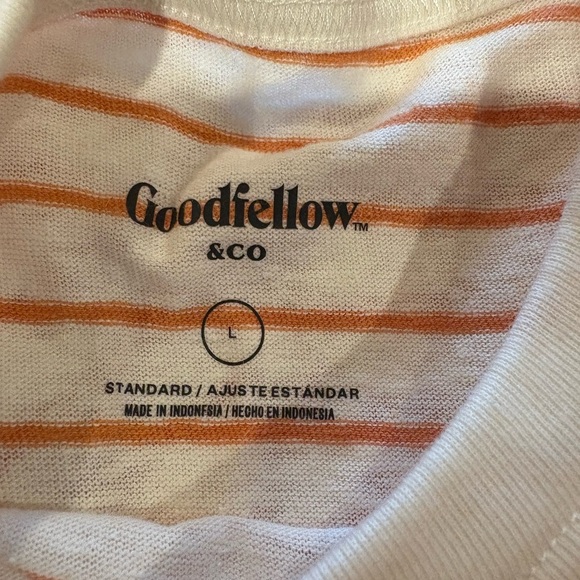 Goodfellow™
&CO
L
STANDARD / AJUSTE ESTÁNDAR
MADE IN INDONESIA / HECHO EN INDONESIA